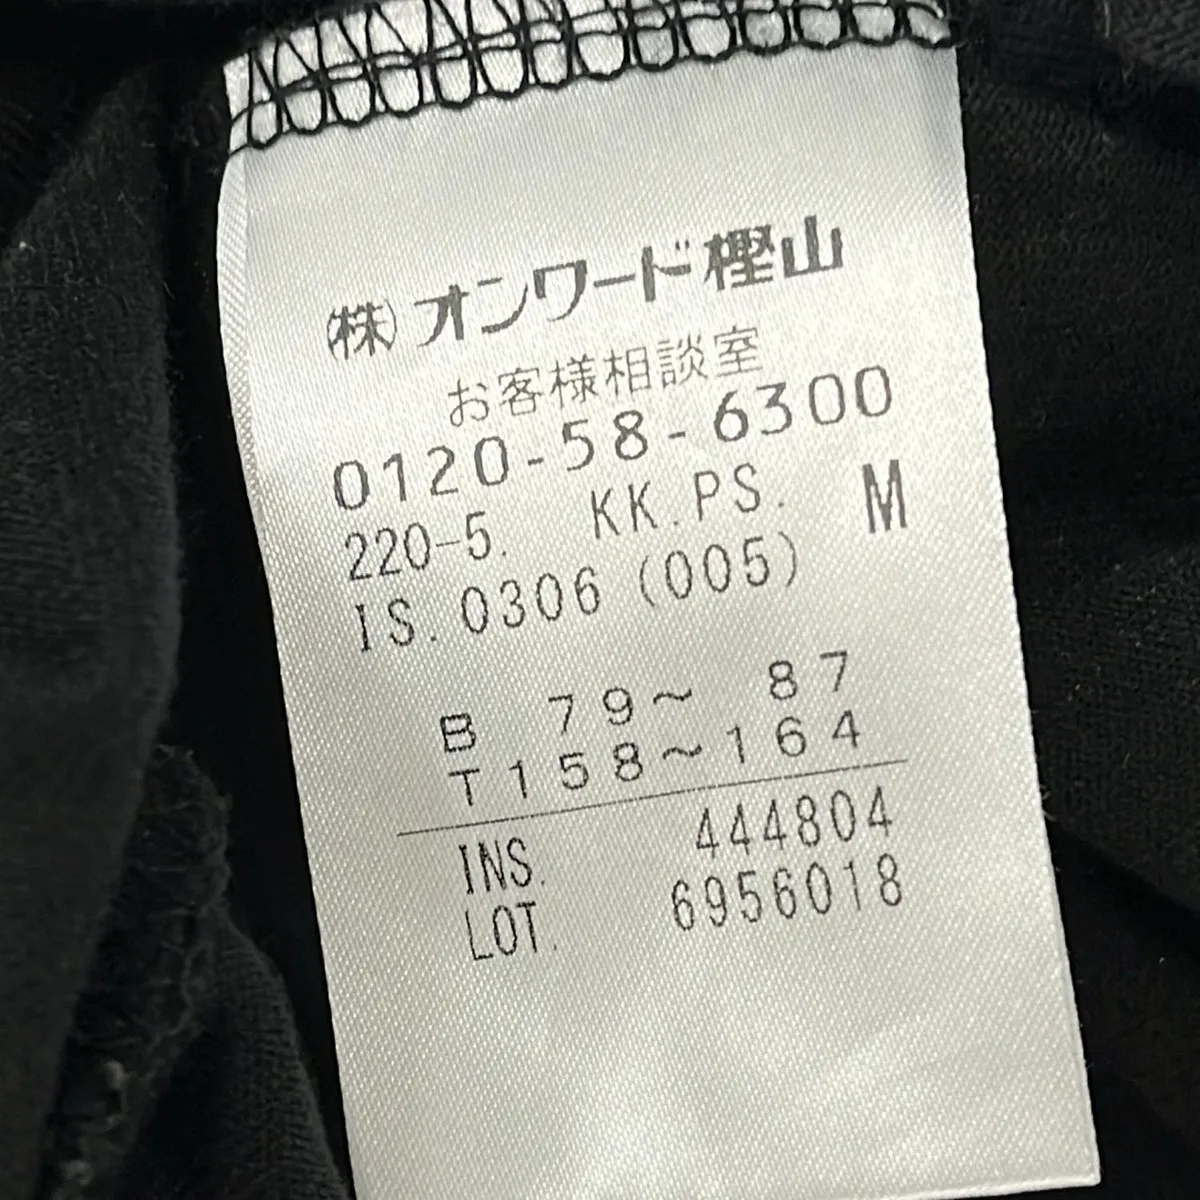 (株)オンワード樫山
お客様相談室
0120-58-6300
220-5. KK.PS. M
IS.0306(005)
B 79～ 87
T158～164
INS. 444804
LOT. 6956018